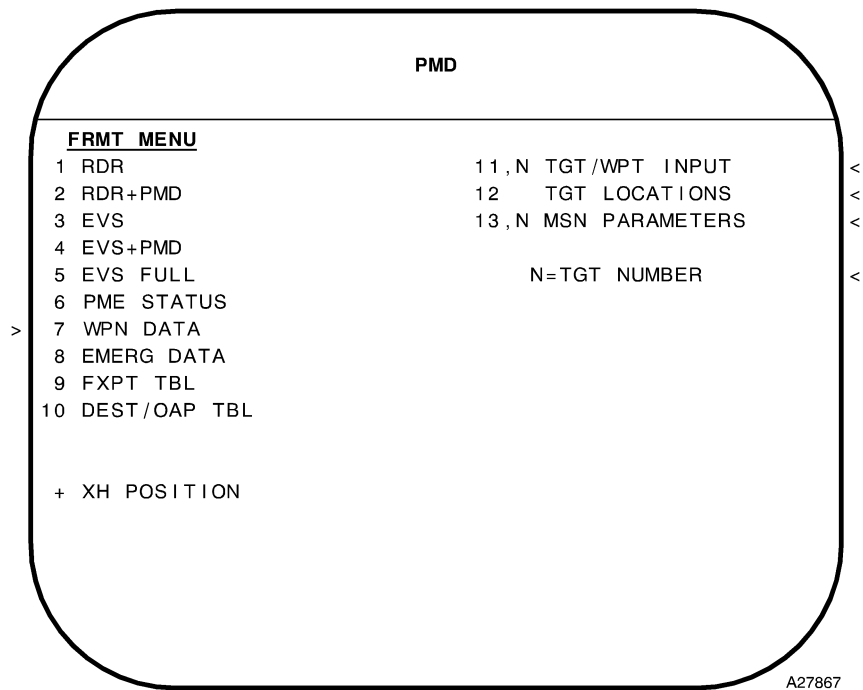 PMD
FRMT MENU
1 RDR
2 RDR+PMD
3 EVS
4 EVS+PMD
5 EVS FULL
6 PME STATUS
> 7 WPN DATA
8 EMERG DATA
9 FXPT TBL
10 DEST/OAP TBL
+ XH POSITION
11,N TGT/WPT INPUT <
12 TGT LOCATIONS <
13,N MSN PARAMETERS <
N=TGT NUMBER <
A27867